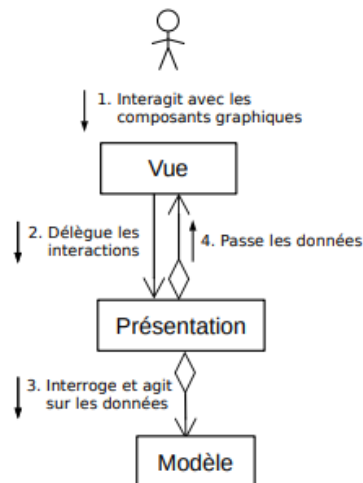 1. Interagit avec les
composants graphiques
Vue
2. Délègue les
interactions
4. Passe les données
Présentation
3. Interroge et agit
sur les données
Modèle